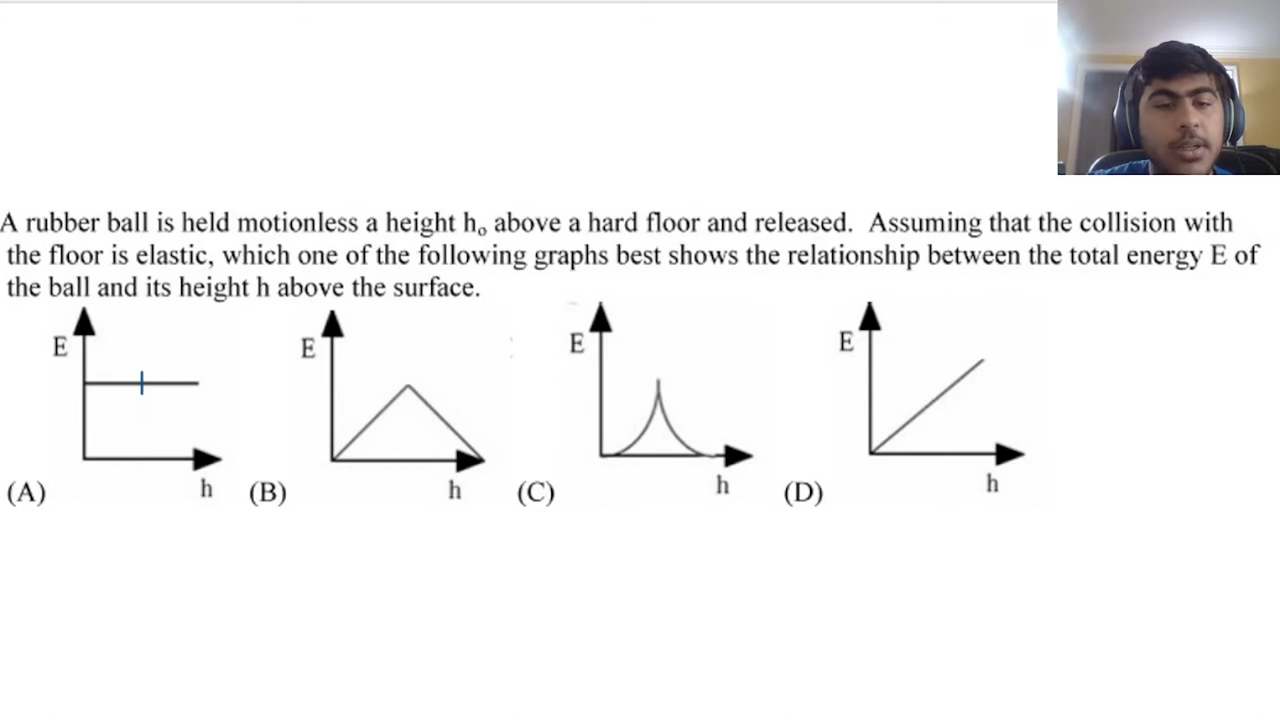 A rubber ball is held motionless a height hₒ above a hard floor and released. Assuming that the collision with
the floor is elastic, which one of the following graphs best shows the relationship between the total energy E of
the ball and its height h above the surface.
E E E E
h h h h
(A) (B) (C) (D)